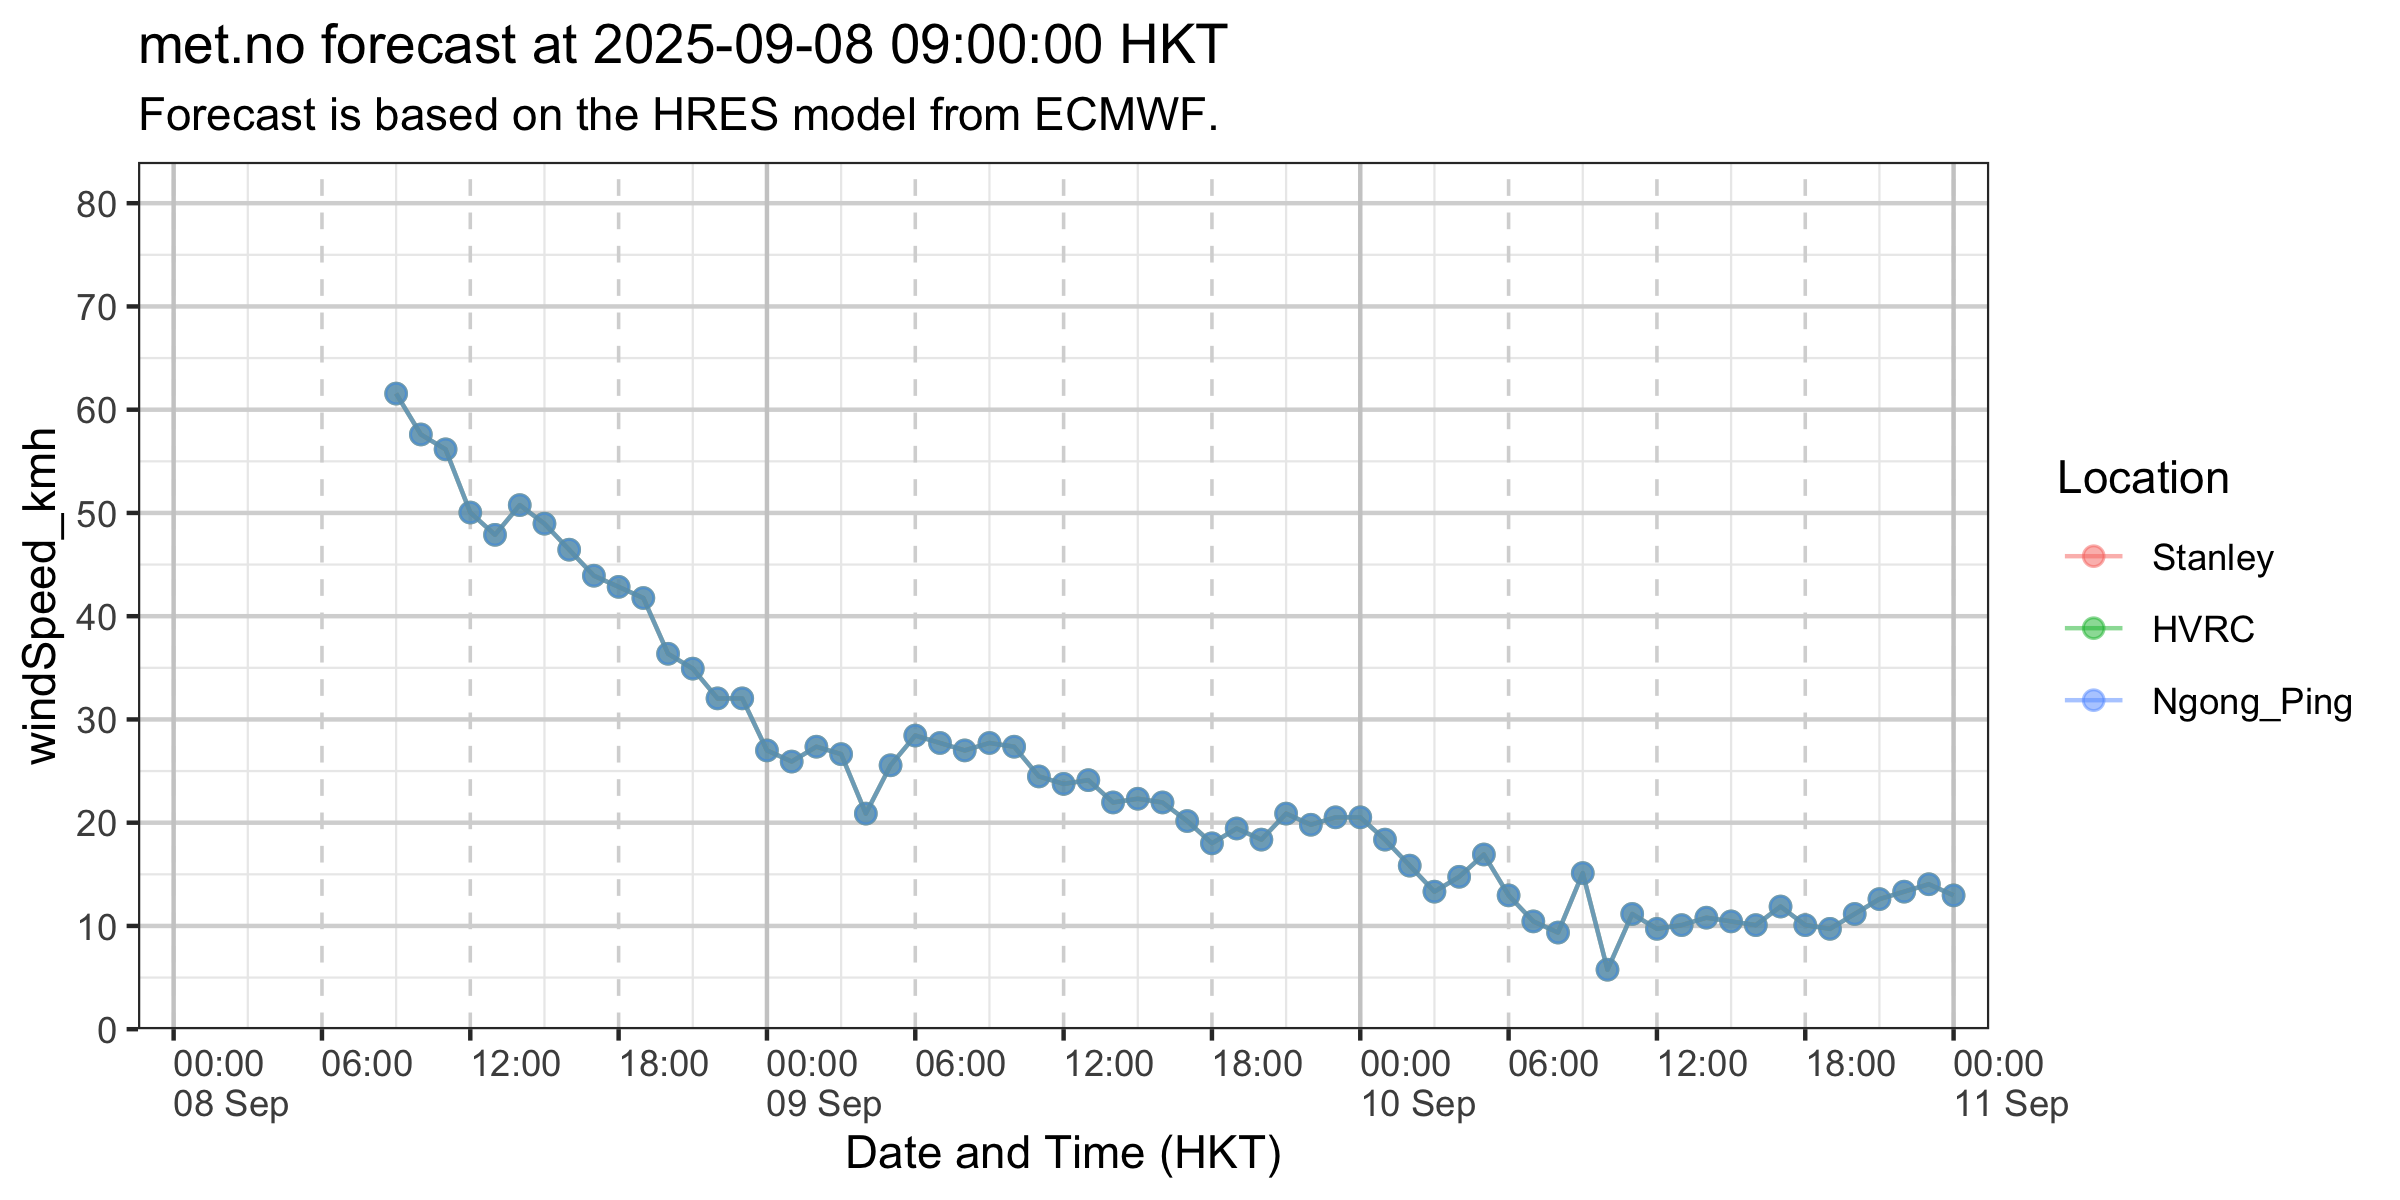 met.no forecast at 2025-09-08 09:00:00 HKT
Forecast is based on the HRES model from ECMWF.
windSpeed_kmh
80
70
60
50
40
30
20
10
0
00:00 06:00 12:00 18:00 00:00 06:00 12:00 18:00 00:00 06:00 12:00 18:00 00:00
08 Sep 09 Sep 10 Sep 11 Sep
Date and Time (HKT)
Location
Stanley
HVRC
Ngong_Ping